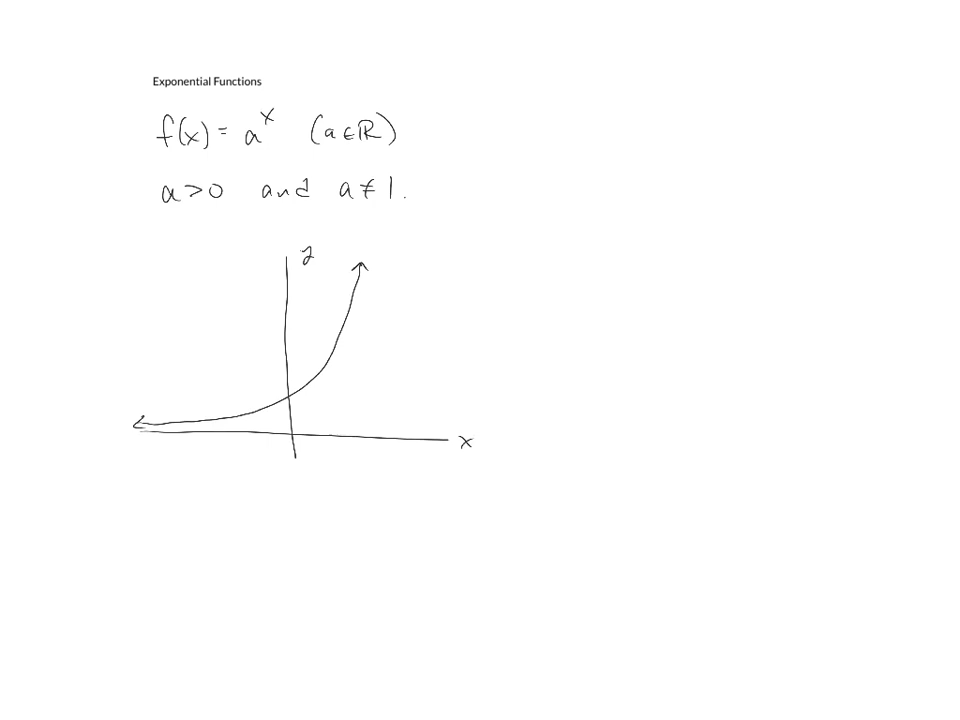 Exponential Functions
f(x) = a^x (a∈ℝ)
a>0 and a≠1.
y
x